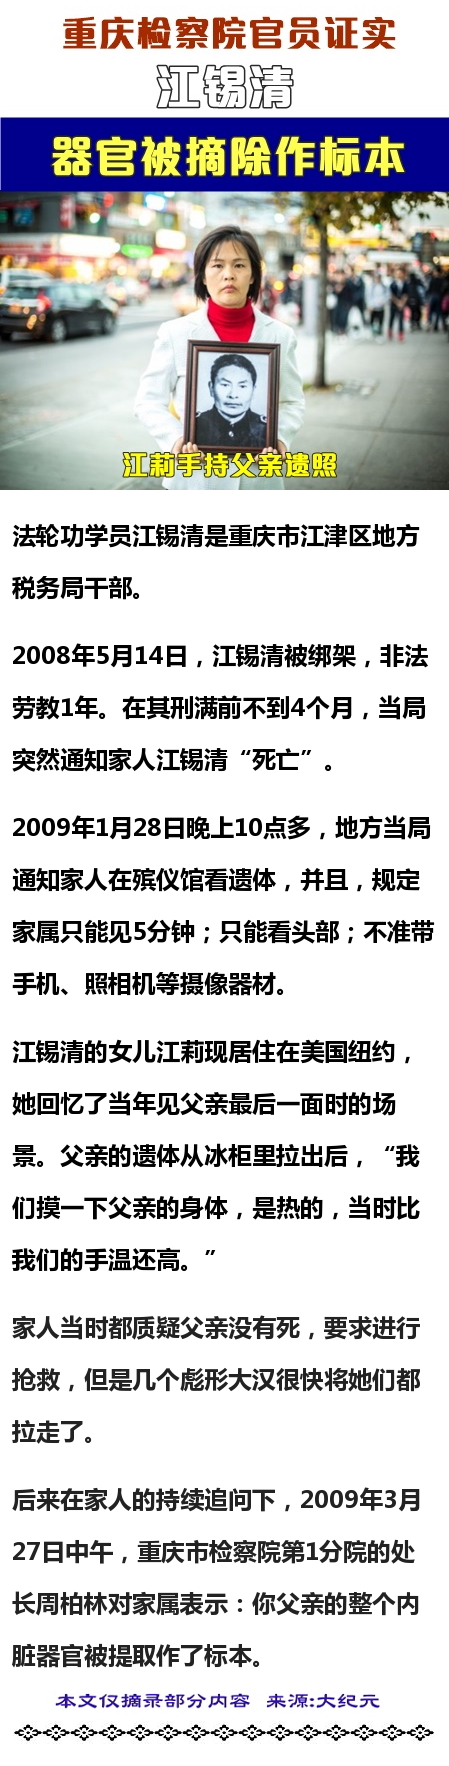 重庆检察院官员证实
江锡清
器官被摘除作标本
江莉手持父亲遗照
法轮功学员江锡清是重庆市江津区地方
税务局干部。
2008年5月14日，江锡清被绑架，非法
劳教1年。在其刑满前不到4个月，当局
突然通知家人江锡清“死亡”。
2009年1月28日晚上10点多，地方当局
通知家人在殡仪馆看遗体，并且，规定
家属只能见5分钟；只能看头部；不准带
手机、照相机等摄像器材。
江锡清的女儿江莉现居住在美国纽约，
她回忆了当年见父亲最后一面时的场
景。父亲的遗体从冰柜里拉出后，“我
们摸一下父亲的身体，是热的，当时比
我们的手温还高。”
家人当时都质疑父亲没有死，要求进行
抢救，但是几个彪形大汉很快将她们都
拉走了。
后来在家人的持续追问下，2009年3月
27日中午，重庆市检察院第1分院的处
长周柏林对家属表示：你父亲的整个内
脏器官被提取作了标本。
本文仅摘录部分内容 来源:大纪元